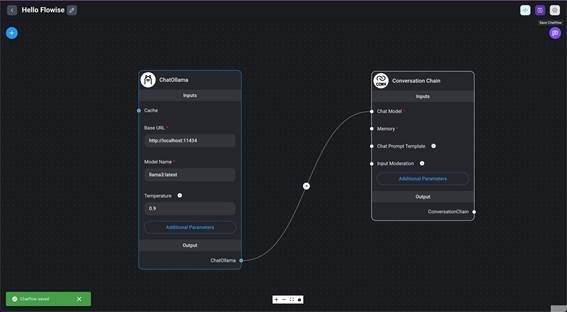 Hello Flowise
Save Chatflow
ChatOllama
Inputs
Cache
Base URL *
http://localhost:11434
Model Name *
llama3:latest
Temperature
0.9
Additional Parameters
Output
ChatOllama
Conversation Chain
Inputs
Chat Model *
Memory *
Chat Prompt Template
Input Moderation
Additional Parameters
Output
ConversationChain
Chatflow saved